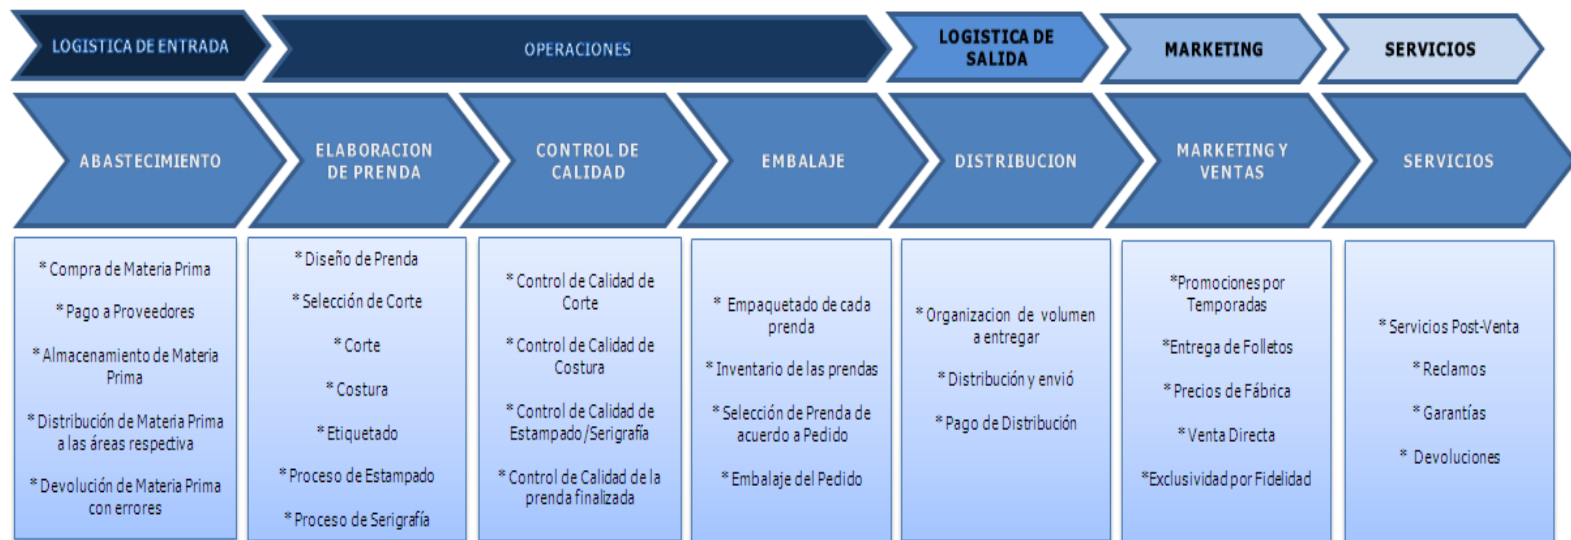 LOGISTICA DE ENTRADA
OPERACIONES
LOGISTICA DE
SALIDA
MARKETING
SERVICIOS
ABASTECIMIENTO
ELABORACION
DE PRENDA
CONTROL DE
CALIDAD
EMBALAJE
DISTRIBUCION
MARKETING Y
VENTAS
SERVICIOS
* Compra de Materia Prima
* Pago a Proveedores
* Almacenamiento de Materia
Prima
* Distribución de Materia Prima
a las áreas respectiva
* Devolución de Materia Prima
con errores
* Diseño de Prenda
* Selección de Corte
* Corte
* Costura
* Etiquetado
* Proceso de Estampado
* Proceso de Serigrafía
* Control de Calidad de
Corte
* Control de Calidad de
Costura
* Control de Calidad de
Estampado/Serigrafía
* Control de Calidad de la
prenda finalizada
* Empaquetado de cada
prenda
* Inventario de las prendas
* Selección de Prenda de
acuerdo a Pedido
* Embalaje del Pedido
* Organizacion de volumen
a entregar
* Distribución y envió
* Pago de Distribución
*Promociones por
Temporadas
*Entrega de Folletos
* Precios de Fábrica
* Venta Directa
*Exclusividad por Fidelidad
* Servicios Post-Venta
* Reclamos
* Garantías
* Devoluciones